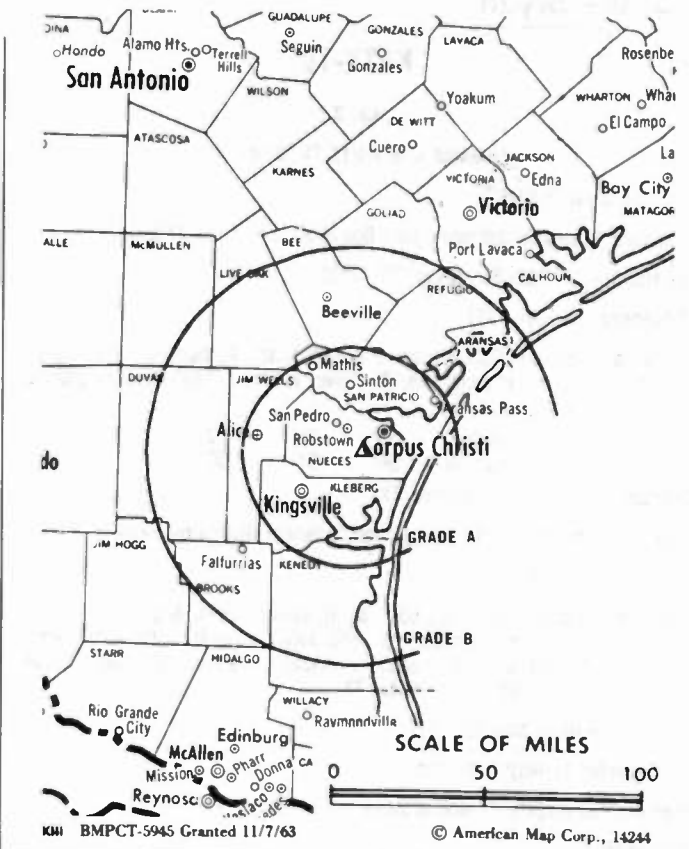 GUADALUPE
GONZALES
LAVACA
Hondo
Alamo Hts.
Terrell Hills
Seguin
Gonzales
San Antonio
WILSON
Yoakum
WHARTON
El Campo
DE WITT
Cuero
ATASCOSA
KARNES
JACKSON
Edna
VICTORIA
Victoria
Bay City
GOLIAD
McMULLEN
BEE
Port Lavaca
CALHOUN
LIVE OAK
REFUGIO
Beeville
ARANSAS
Mathis
DUVAL
JIM WELLS
Sinton
SAN PATRICIO
Aransas Pass
San Pedro
Alice
Robstown
Corpus Christi
NUECES
KLEBERG
Kingsville
GRADE A
JIM HOGG
Falfurrias
KENEDY
BROOKS
GRADE B
STARR
HIDALGO
WILLACY
Rio Grande City
Raymondville
Edinburg
SCALE OF MILES
McAllen
Mission
Pharr
Donna
0 50 100
Reynosa
KIII BMPCT-5945 Granted 11/7/63
© American Map Corp., 14244